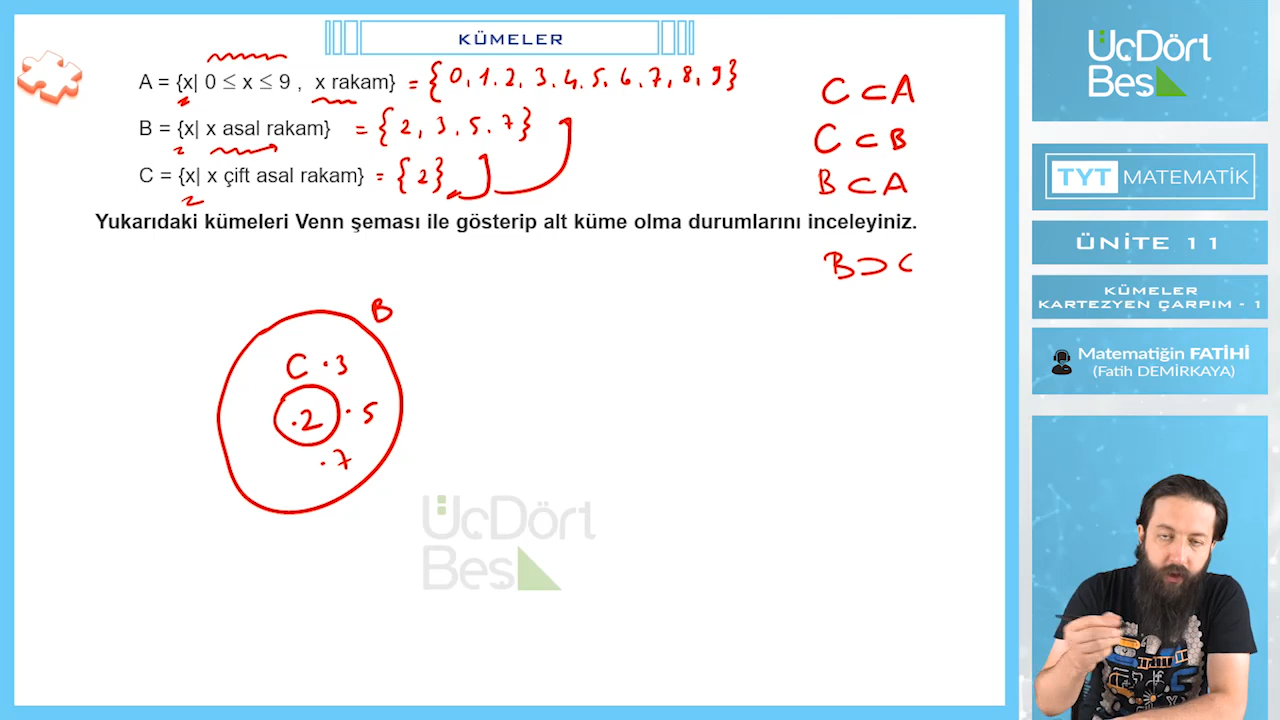 KÜMELER
A = {x| 0 ≤ x ≤ 9 , x rakam} = {0, 1, 2, 3, 4, 5, 6, 7, 8, 9}
B = {x| x asal rakam} = {2, 3, 5, 7}
C = {x| x çift asal rakam} = {2}
C ⊂ A
C ⊂ B
B ⊂ A
Yukarıdaki kümeleri Venn şeması ile gösterip alt küme olma durumlarını inceleyiniz.
B ⊃ C
B
C .3
.2 .5
.7
ÜçDört
Beş
ÜçDört
Beş
TYT MATEMATİK
ÜNİTE 11
KÜMELER
KARTEZYEN ÇARPIM - 1
Matematiğin FATİHİ
(Fatih DEMİRKAYA)